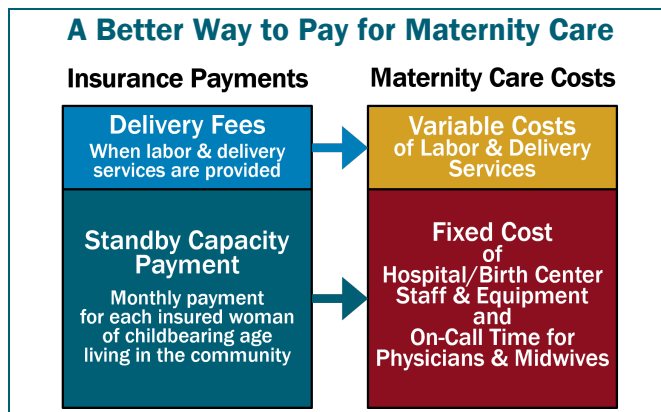 A Better Way to Pay for Maternity Care
Insurance Payments
Delivery Fees
When labor & delivery
services are provided
Standby Capacity
Payment
Monthly payment
for each insured woman
of childbearing age
living in the community
Maternity Care Costs
Variable Costs
of Labor & Delivery
Services
Fixed Cost
of
Hospital/Birth Center
Staff & Equipment
and
On-Call Time for
Physicians & Midwives